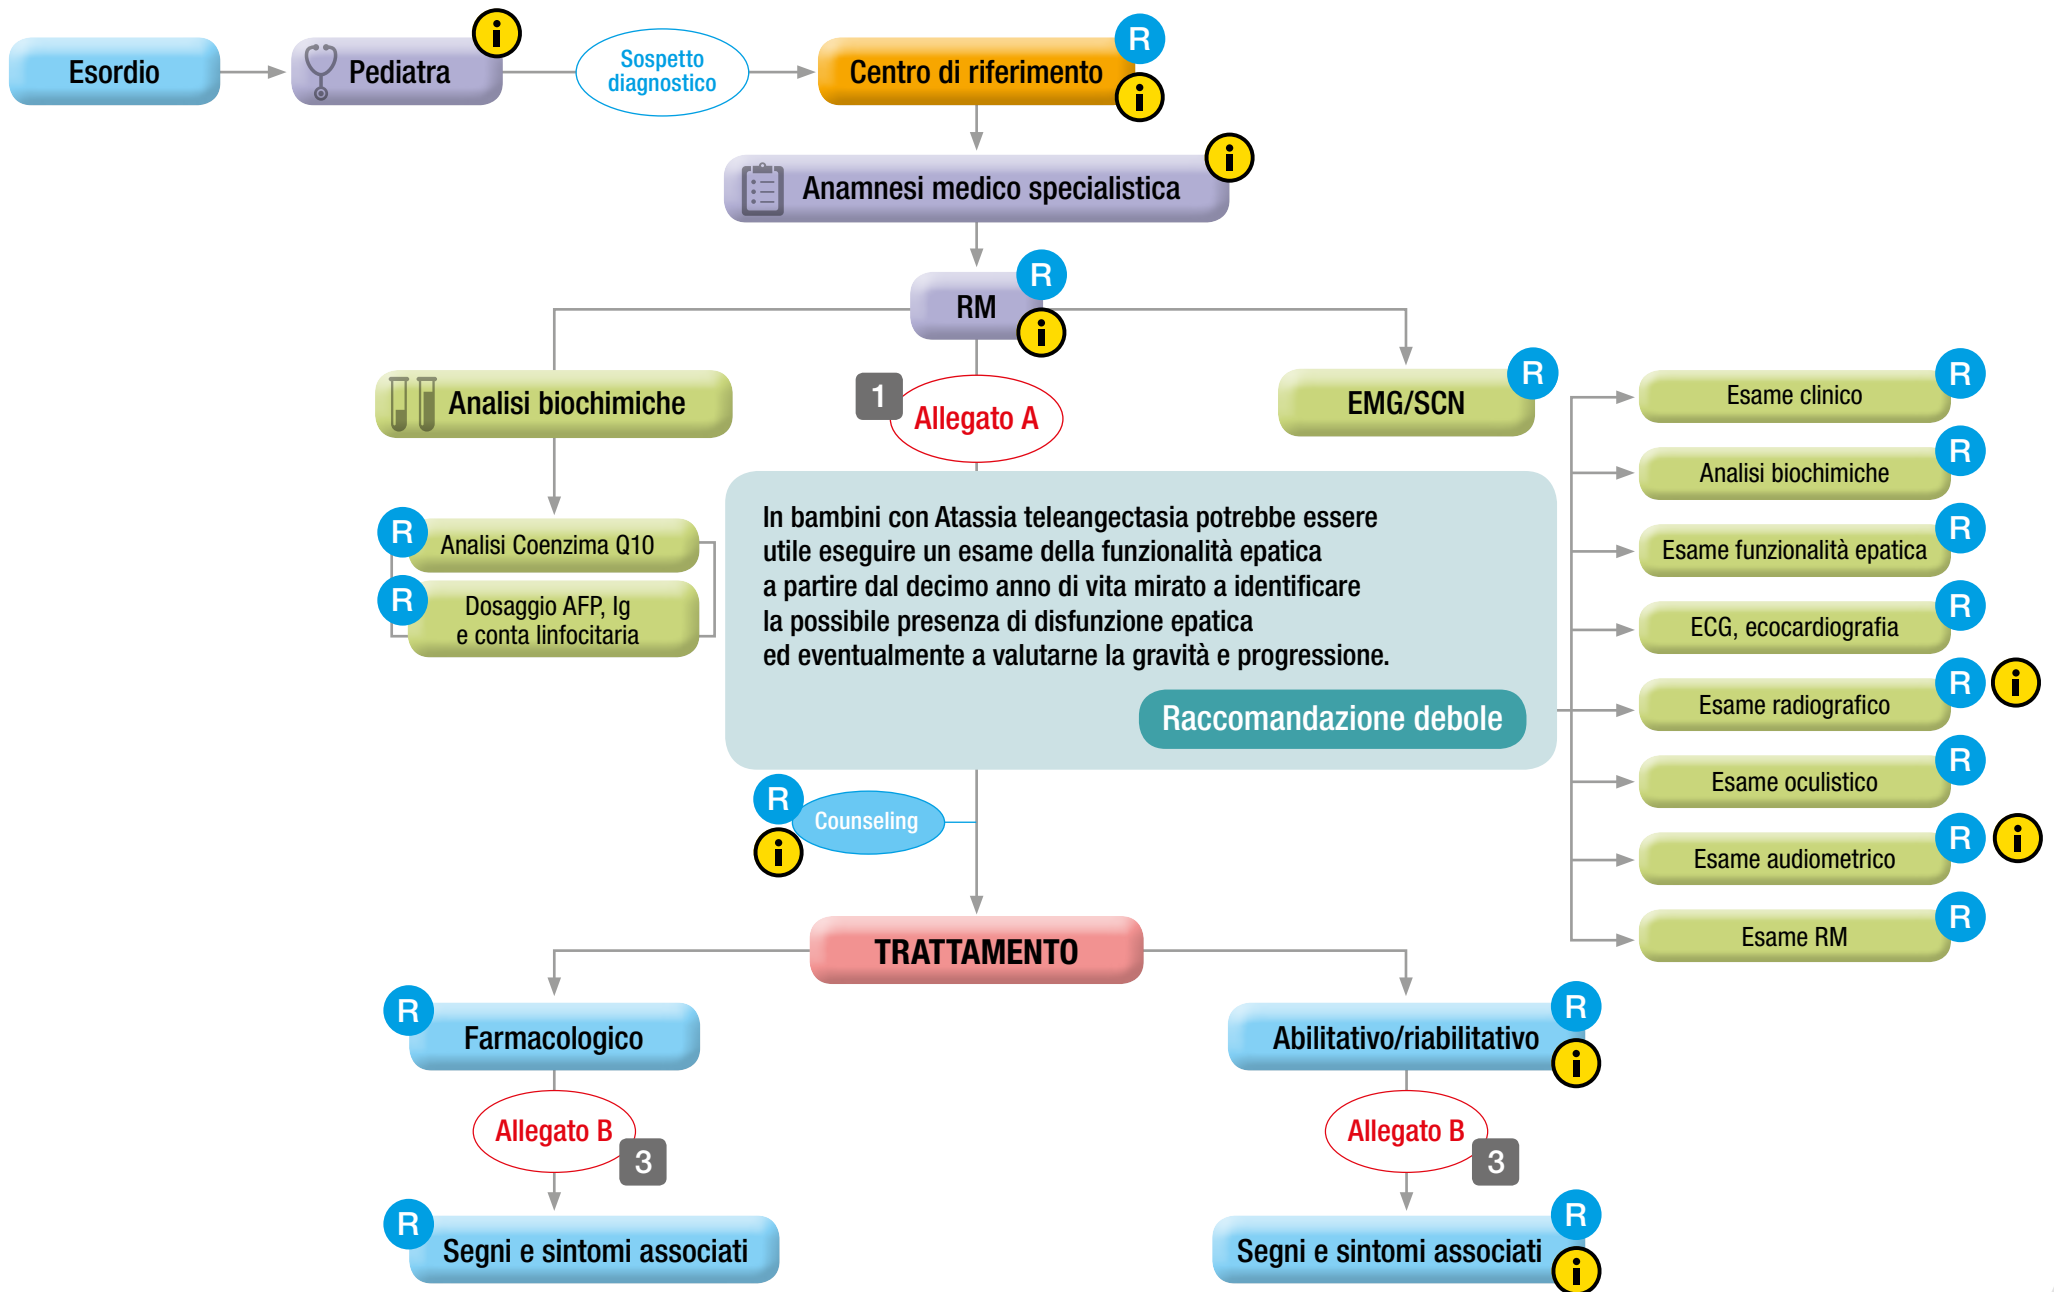 Esordio
Pediatra
i
Sospetto
diagnostico
Centro di riferimento
R
i
Anamnesi medico specialistica
i
RM
R
i
Analisi biochimiche
1
Allegato A
EMG/SCN
R
R
Analisi Coenzima Q10
R
Dosaggio AFP, Ig
e conta linfocitaria
In bambini con Atassia teleangectasia potrebbe essere
utile eseguire un esame della funzionalità epatica
a partire dal decimo anno di vita mirato a identificare
la possibile presenza di disfunzione epatica
ed eventualmente a valutarne la gravità e progressione.
Raccomandazione debole
Esame clinico
R
Analisi biochimiche
R
Esame funzionalità epatica
R
ECG, ecocardiografia
R
Esame radiografico
R
i
Esame oculistico
R
Esame audiometrico
R
i
Esame RM
R
R
i
Counseling
TRATTAMENTO
R
Farmacologico
Abilitativo/riabilitativo
R
i
Allegato B
3
Allegato B
3
R
Segni e sintomi associati
Segni e sintomi associati
R
i